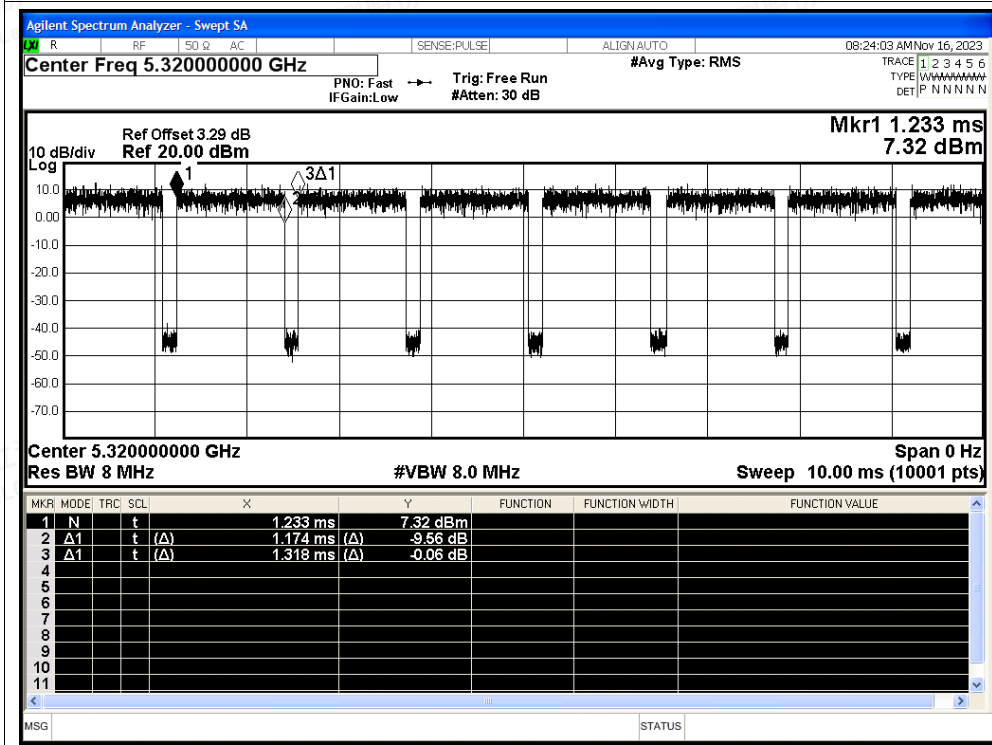 Agilent Spectrum Analyzer - Swept SA
LXI R RF 50 Ω AC SENSE:PULSE ALIGN AUTO 08:24:03 AM Nov 16, 2023
Center Freq 5.320000000 GHz
PNO: Fast
IFGain:Low
Trig: Free Run
#Atten: 30 dB
#Avg Type: RMS
TRACE 1 2 3 4 5 6
TYPE WWWWWW
DET P N N N N N
Mkr1 1.233 ms
7.32 dBm
Ref Offset 3.29 dB
10 dB/div Ref 20.00 dBm
Log
1
2
3Δ1
10.0
0.00
-10.0
-20.0
-30.0
-40.0
-50.0
-60.0
-70.0
Center 5.320000000 GHz Span 0 Hz
Res BW 8 MHz #VBW 8.0 MHz Sweep 10.00 ms (10001 pts)
MKR MODE TRC SCL X Y FUNCTION FUNCTION WIDTH FUNCTION VALUE
1 N t 1.233 ms 7.32 dBm
2 Δ1 t (Δ) 1.174 ms (Δ) -9.56 dB
3 Δ1 t (Δ) 1.318 ms (Δ) -0.06 dB
4
5
6
7
8
9
10
11
MSG STATUS